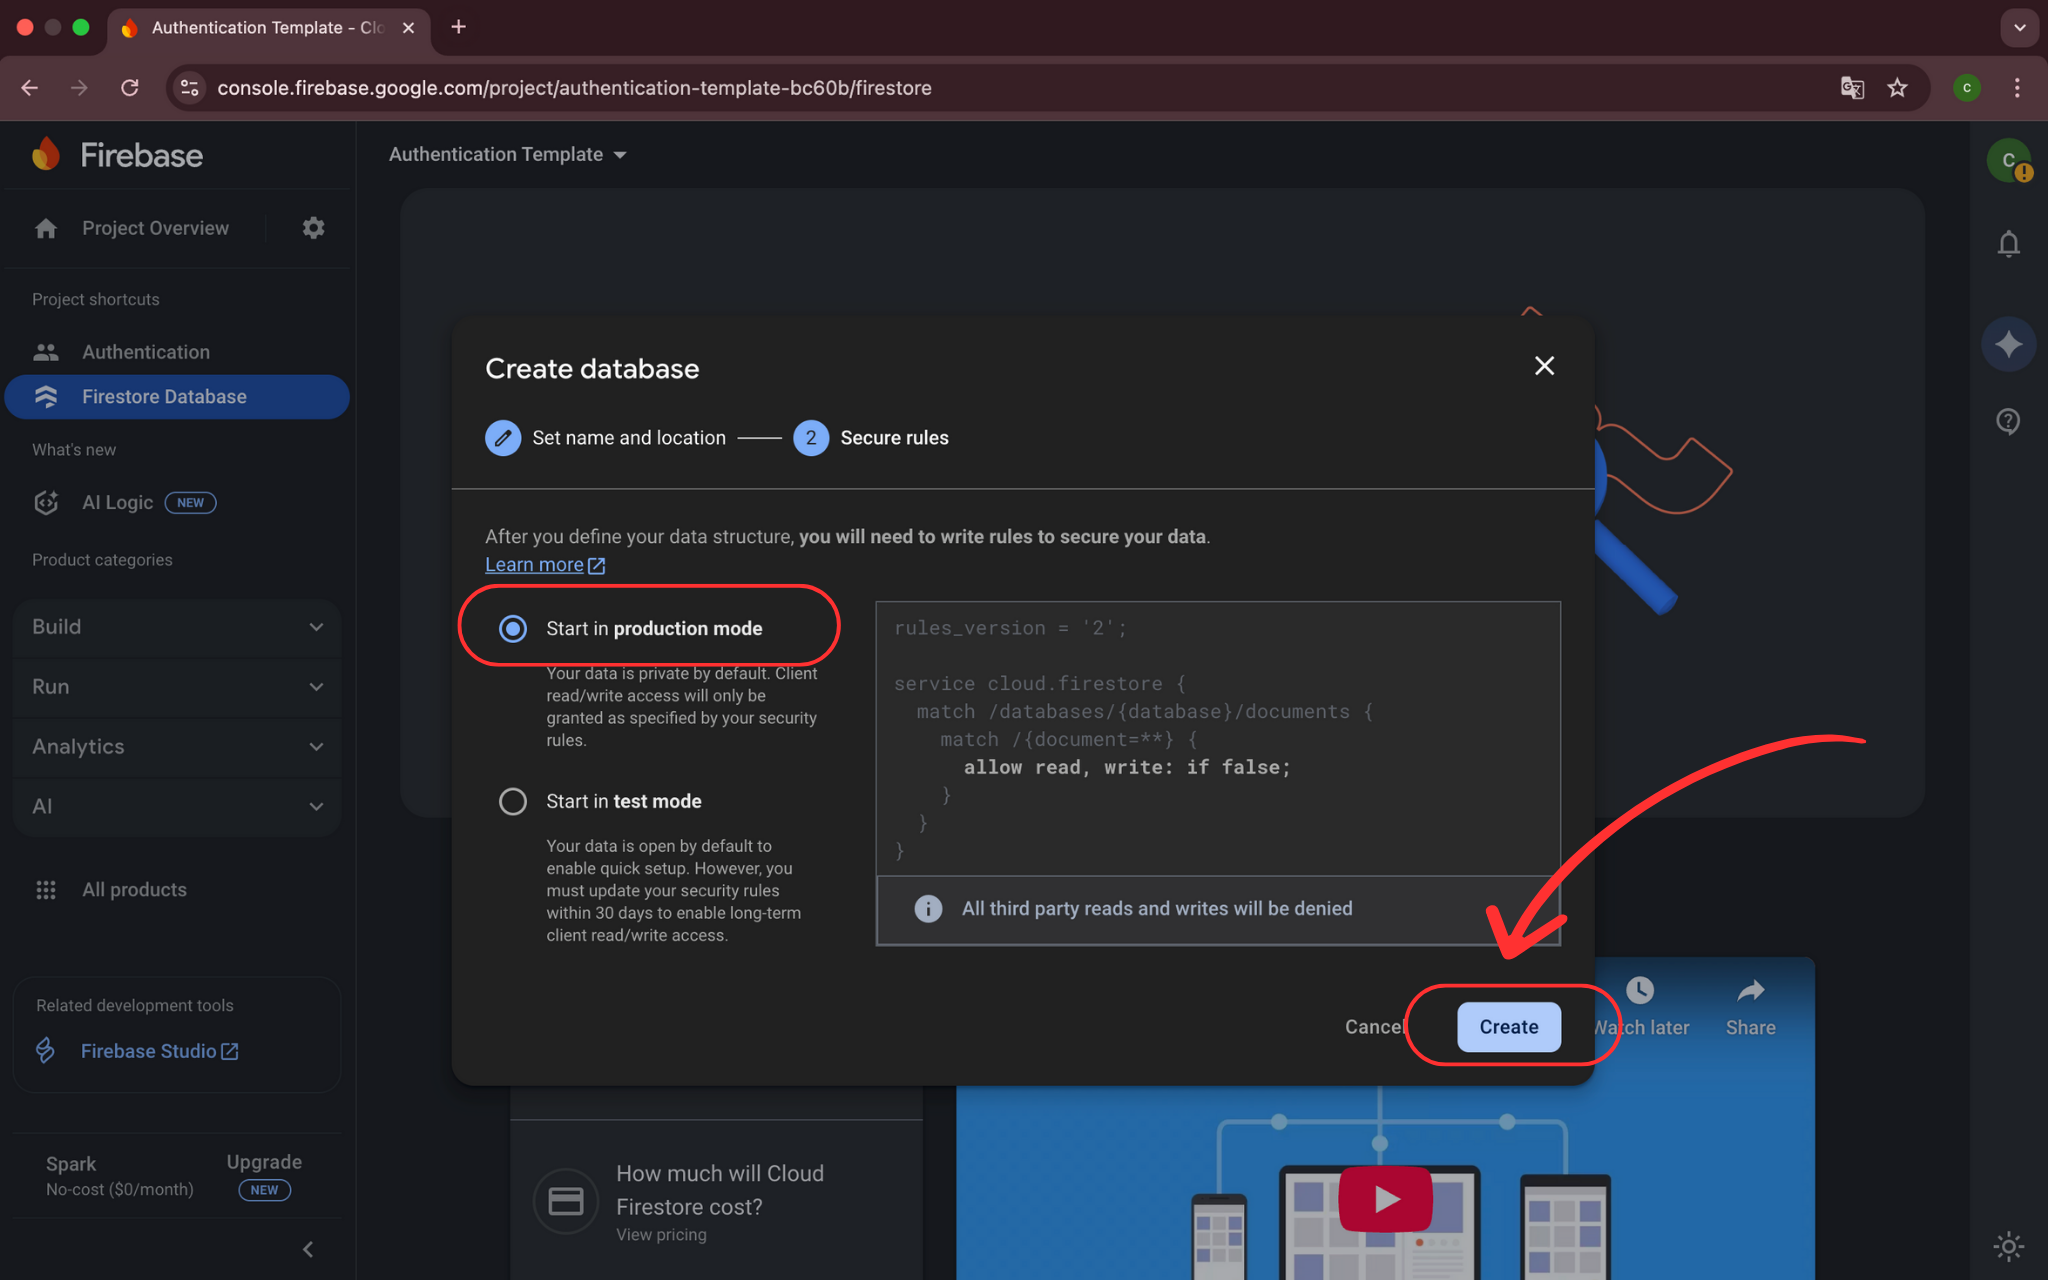 Authentication Template - Clo
console.firebase.google.com/project/authentication-template-bc60b/firestore
C
Firebase
Authentication Template
C
Project Overview
Project shortcuts
Authentication
Firestore Database
What's new
AI Logic NEW
Product categories
Build
Run
Analytics
AI
All products
Related development tools
Firebase Studio
Spark
No-cost ($0/month)
Upgrade
NEW
Create database
Set name and location
2 Secure rules
After you define your data structure, you will need to write rules to secure your data.
Learn more
Start in production mode
Your data is private by default. Client
read/write access will only be
granted as specified by your security
rules.
Start in test mode
Your data is open by default to
enable quick setup. However, you
must update your security rules
within 30 days to enable long-term
client read/write access.
rules_version = '2';
service cloud.firestore {
match /databases/{database}/documents {
match /{document=**} {
allow read, write: if false;
}
}
}
All third party reads and writes will be denied
Cancel
Create
Watch later
Share
How much will Cloud
Firestore cost?
View pricing